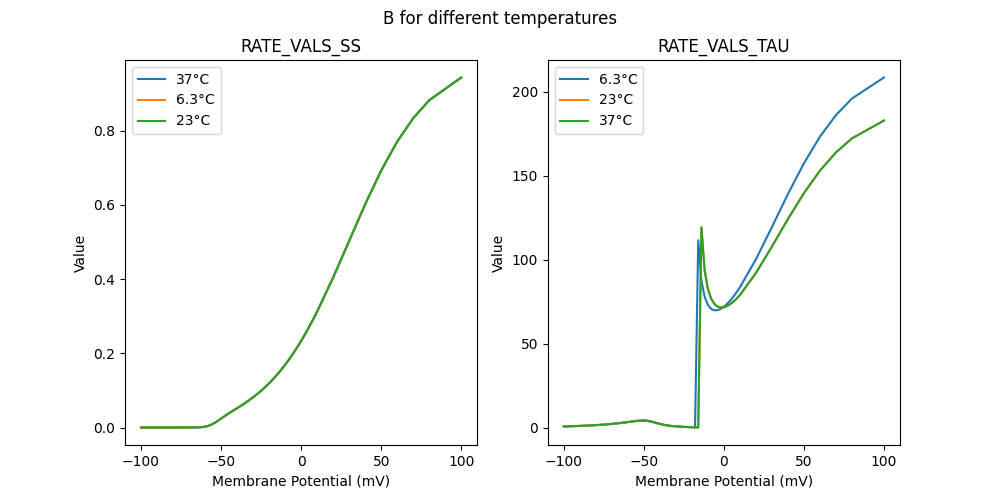 B for different temperatures
RATE_VALS_SS
37°C
6.3°C
23°C
Value
0.8
0.6
0.4
0.2
0.0
−100
−50
0
50
100
Membrane Potential (mV)
RATE_VALS_TAU
6.3°C
23°C
37°C
Value
200
150
100
50
0
−100
−50
0
50
100
Membrane Potential (mV)